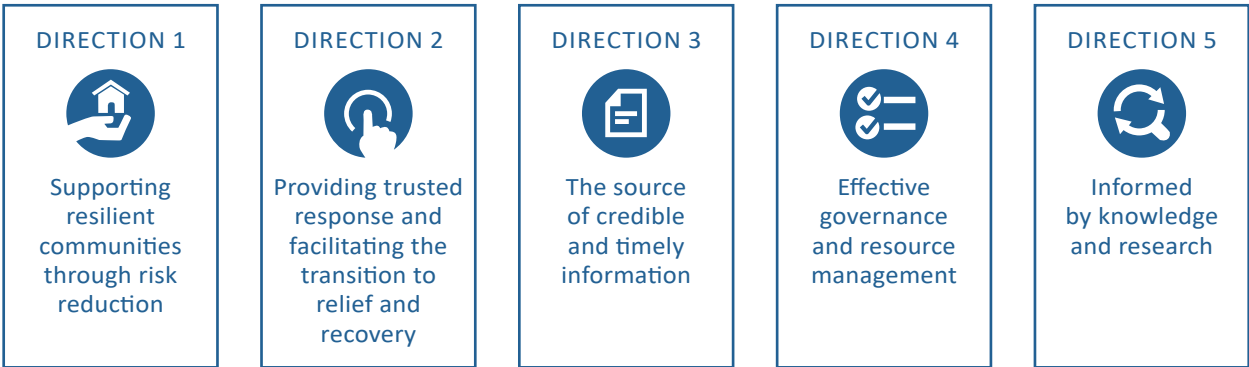 DIRECTION 1
Supporting
resilient
communities
through risk
reduction
DIRECTION 2
Providing trusted
response and
facilitating the
transition to
relief and
recovery
DIRECTION 3
The source
of credible
and timely
information
DIRECTION 4
Effective
governance
and resource
management
DIRECTION 5
Informed
by knowledge
and research